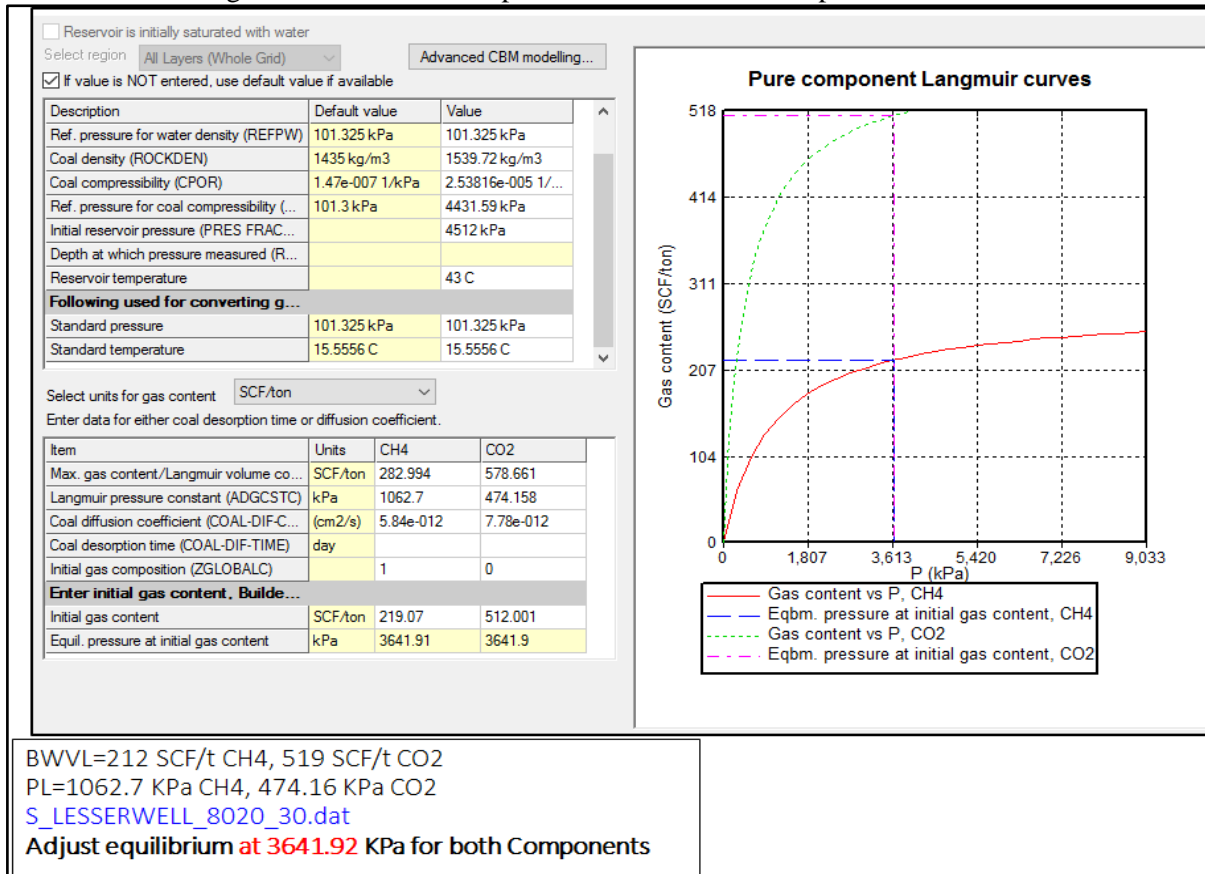 Reservoir is initially saturated with water
Select region All Layers (Whole Grid) Advanced CBM modelling...
If value is NOT entered, use default value if available
Description Default value Value
Ref. pressure for water density (REFPW) 101.325 kPa 101.325 kPa
Coal density (ROCKDEN) 1435 kg/m3 1539.72 kg/m3
Coal compressibility (CPOR) 1.47e-007 1/kPa 2.53816e-005 1/...
Ref. pressure for coal compressibility (... 101.3 kPa 4431.59 kPa
Initial reservoir pressure (PRES FRAC... 4512 kPa
Depth at which pressure measured (R...
Reservoir temperature 43 C
Following used for converting g...
Standard pressure 101.325 kPa 101.325 kPa
Standard temperature 15.5556 C 15.5556 C
Select units for gas content SCF/ton
Enter data for either coal desorption time or diffusion coefficient.
Item Units CH4 CO2
Max. gas content/Langmuir volume co... SCF/ton 282.994 578.661
Langmuir pressure constant (ADGCSTC) kPa 1062.7 474.158
Coal diffusion coefficient (COAL-DIF-C... (cm2/s) 5.84e-012 7.78e-012
Coal desorption time (COAL-DIF-TIME) day
Initial gas composition (ZGLOBALC) 1 0
Enter initial gas content, Builde...
Initial gas content SCF/ton 219.07 512.001
Equil. pressure at initial gas content kPa 3641.91 3641.9
Pure component Langmuir curves
518
414
311
207
104
0
Gas content (SCF/ton)
0 1,807 3,613 5,420 7,226 9,033
P (kPa)
Gas content vs P, CH4
Eqbm. pressure at initial gas content, CH4
Gas content vs P, CO2
Eqbm. pressure at initial gas content, CO2
BWVL=212 SCF/t CH4, 519 SCF/t CO2
PL=1062.7 KPa CH4, 474.16 KPa CO2
S_LESSERWELL_8020_30.dat
Adjust equilibrium at 3641.92 KPa for both Components